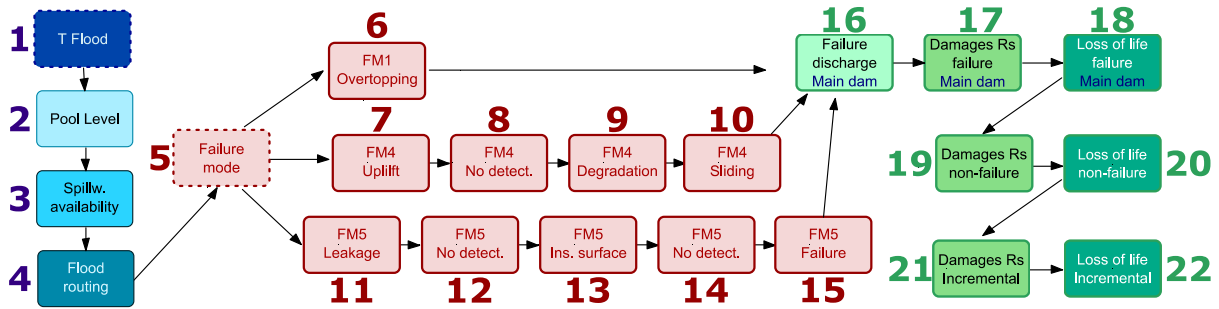 1
T Flood
2
Pool Level
3
Spillw.
availability
4
Flood
routing
5
Failure
mode
6
FM1
Overtopping
7
FM4
Uplilft
8
FM4
No detect.
9
FM4
Degradation
10
FM4
Sliding
11
FM5
Leakage
12
FM5
No detect.
13
FM5
Ins. surface
14
FM5
No detect.
15
FM5
Failure
16
Failure
discharge
Main dam
17
Damages Rs
failure
Main dam
18
Loss of life
failure
Main dam
19
Damages Rs
non-failure
20
Loss of life
non-failure
21
Damages Rs
Incremental
22
Loss of life
Incremental